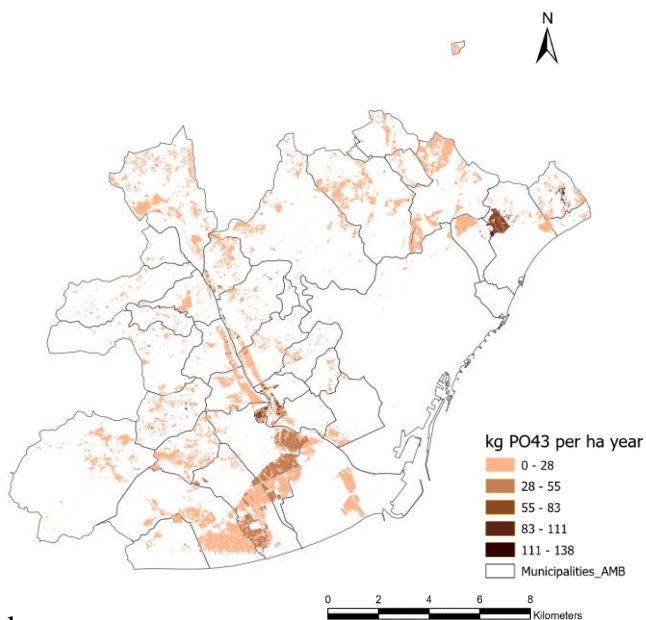 N
kg PO43 per ha year
0 - 28
28 - 55
55 - 83
83 - 111
111 - 138
Municipalities_AMB
0 2 4 6 8
Kilometers